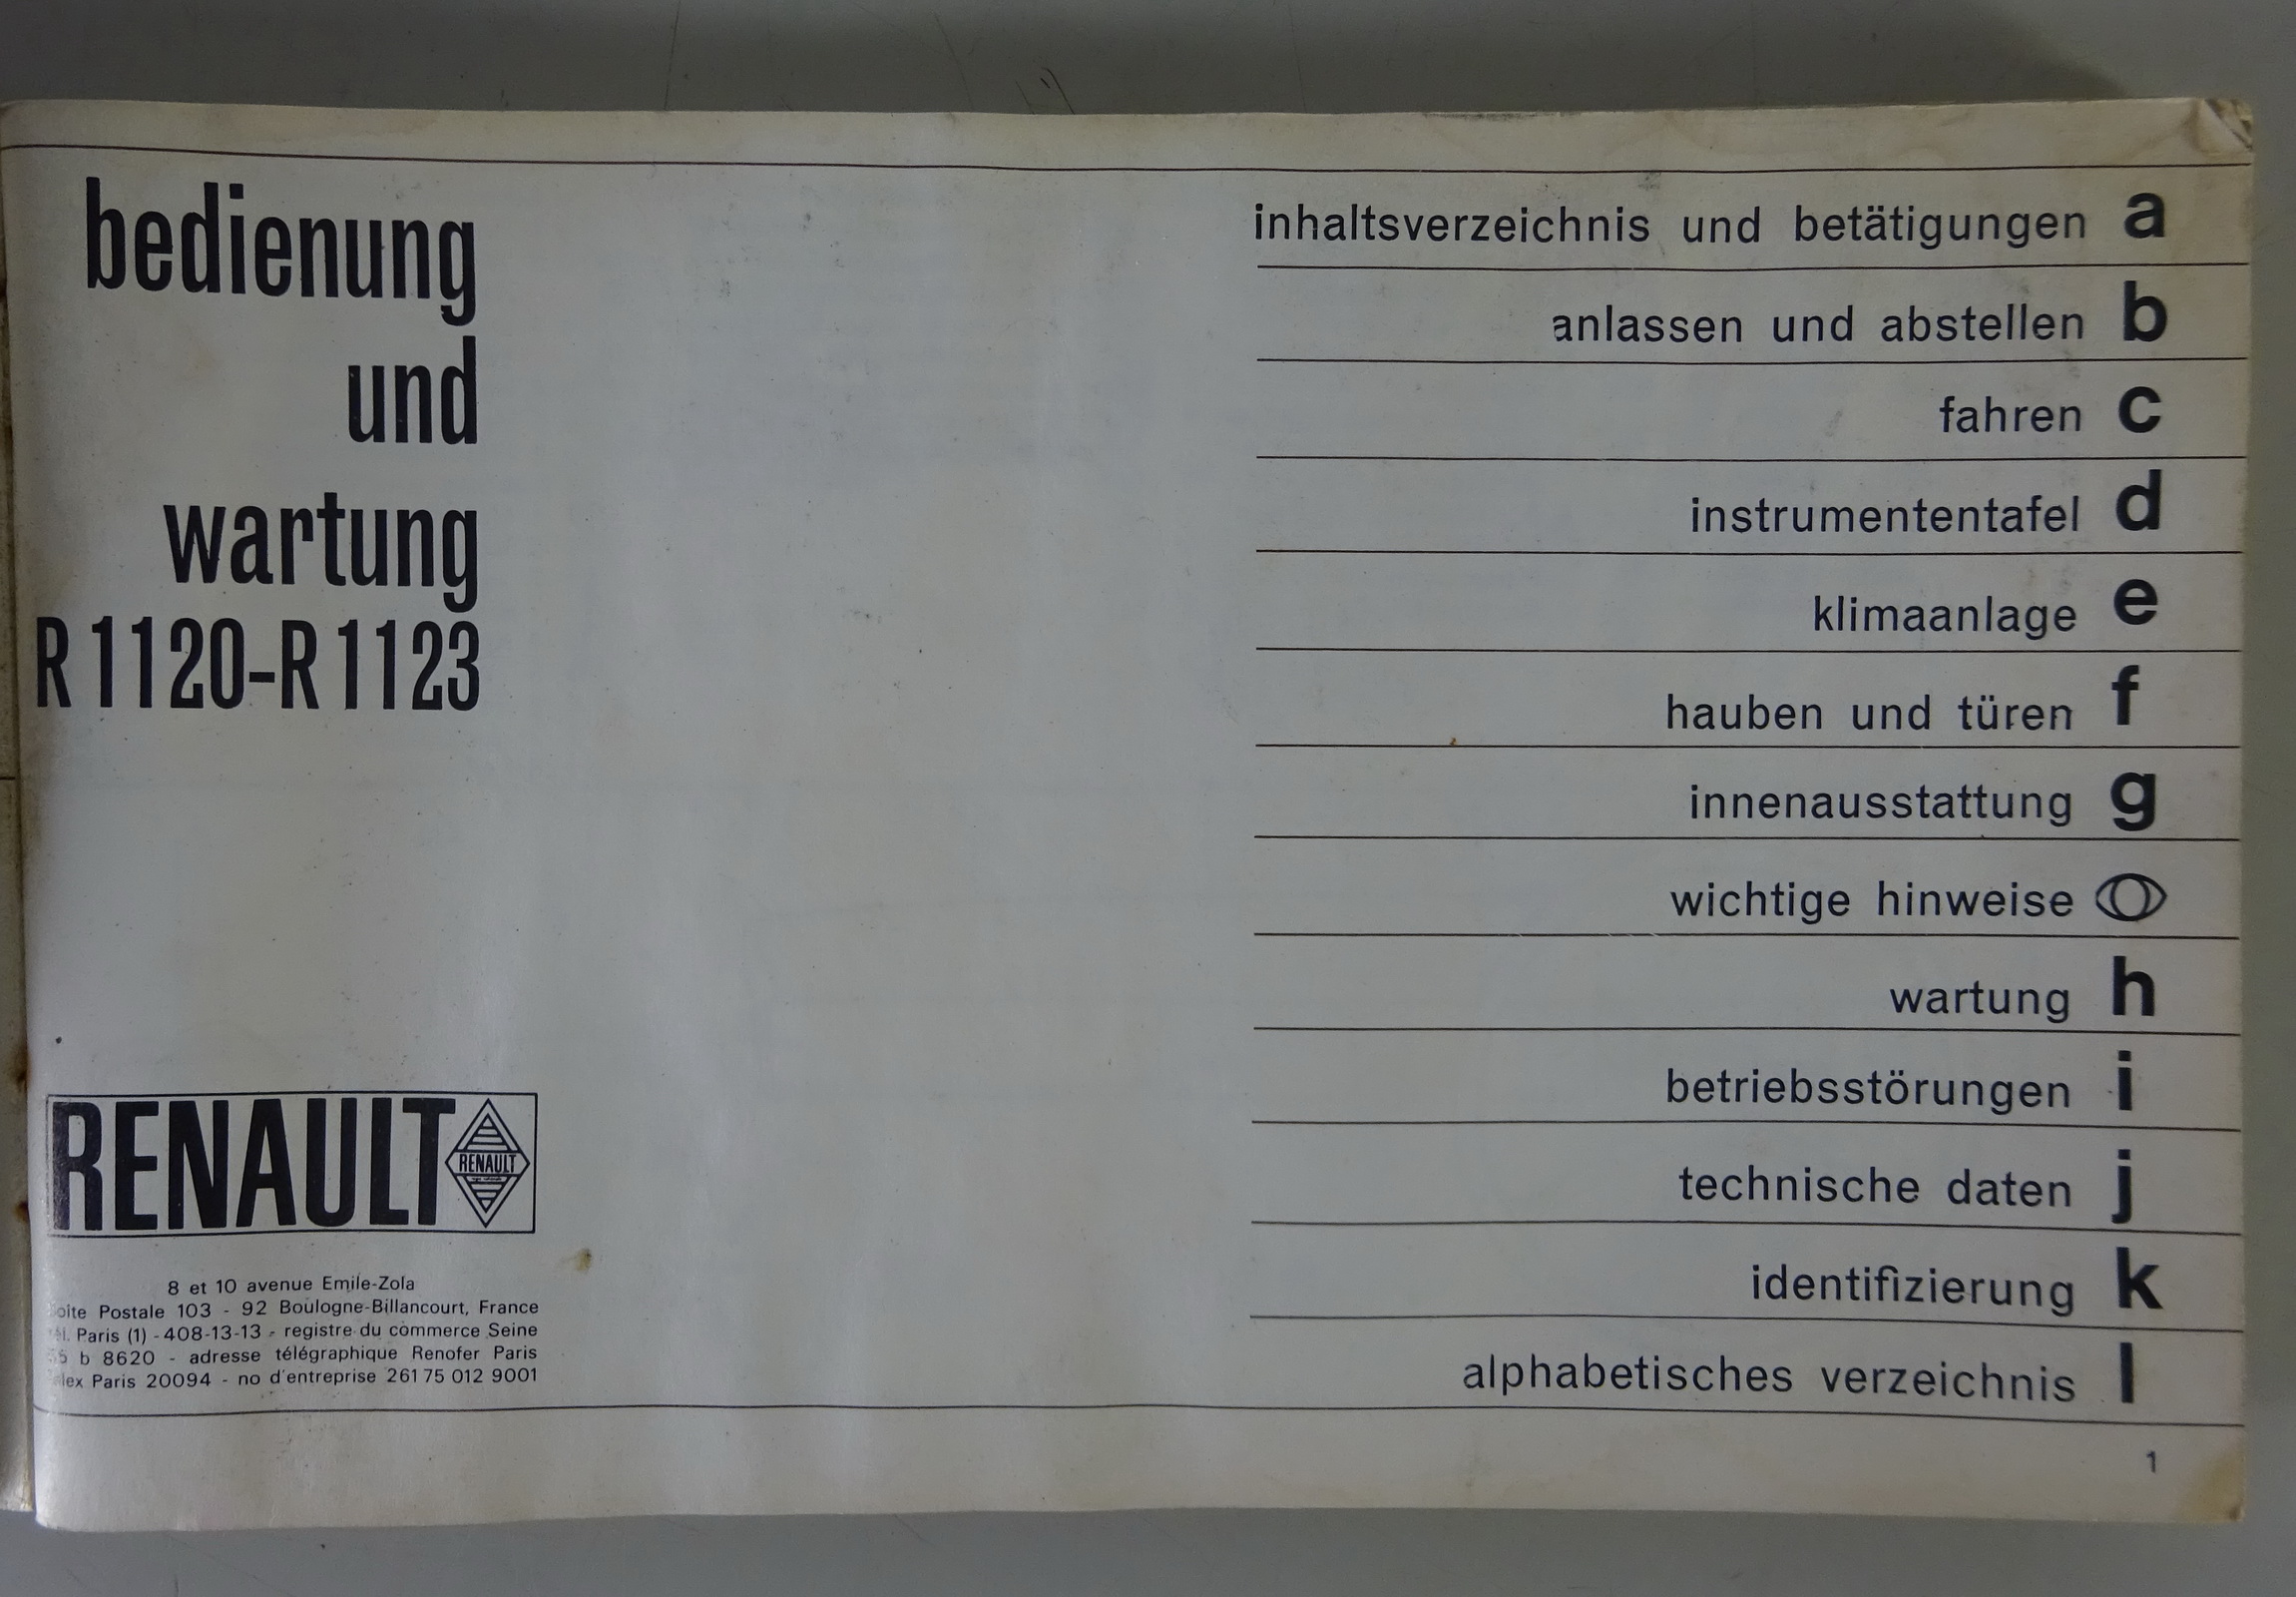 bedienung
und
wartung
R 1120-R 1123
RENAULT
RENAULT
8 et 10 avenue Emile-Zola
Postale 103 - 92 Boulogne-Billancourt, France
Paris (1) - 408-13-13 - registre du commerce Seine
b 8620 - adresse télégraphique Renofer Paris
Paris 20094 - no d'entreprise 261 75 012 9001
inhaltsverzeichnis und betätigungen a
anlassen und abstellen b
fahren c
instrumententafel d
klimaanlage e
hauben und türen f
innenausstattung g
wichtige hinweise
wartung h
betriebsstörungen i
technische daten j
identifizierung k
alphabetisches verzeichnis l
1